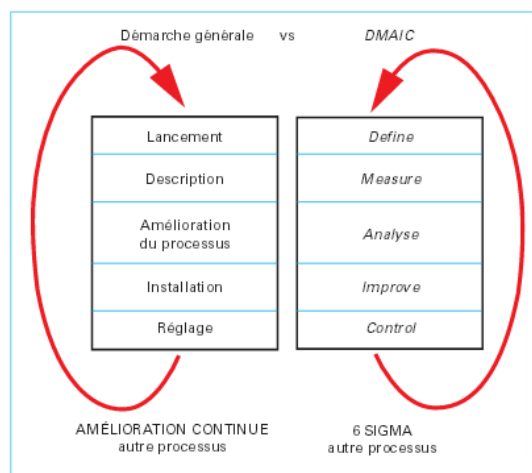 Démarche générale vs DMAIC
Lancement
Description
Amélioration
du processus
Installation
Réglage
Define
Measure
Analyse
Improve
Control
AMÉLIORATION CONTINUE
autre processus
6 SIGMA
autre processus